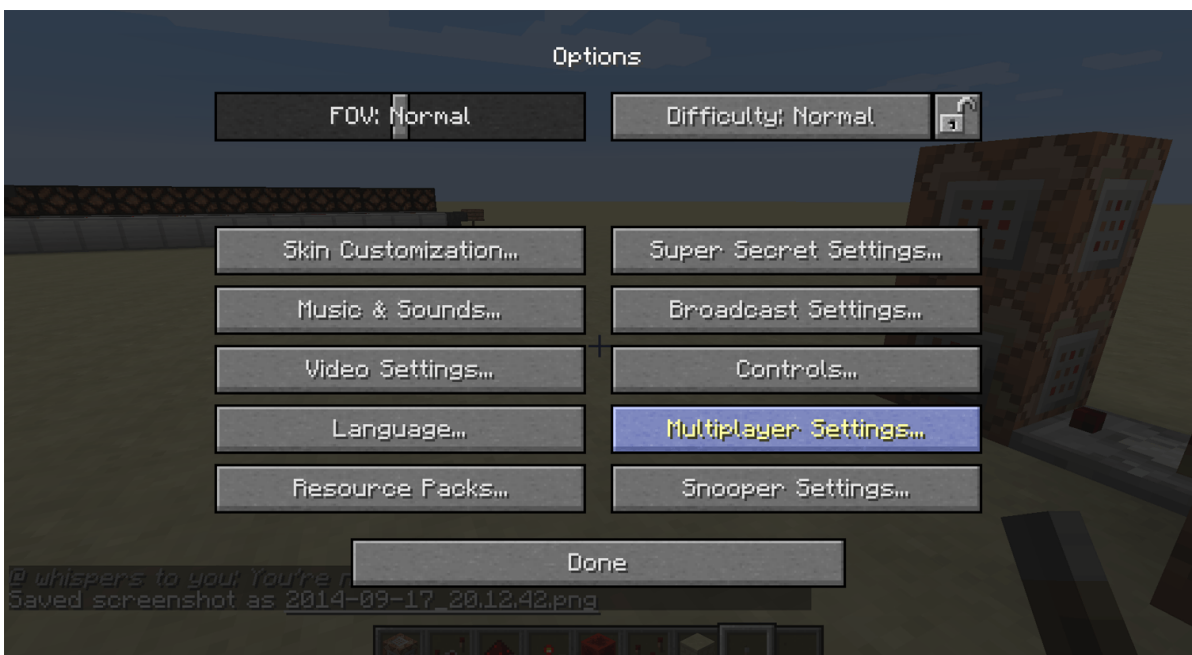 Options
FOV: Normal
Difficulty: Normal
Skin Customization...
Super Secret Settings...
Music & Sounds...
Broadcast Settings...
Video Settings...
Controls...
Language...
Multiplayer Settings...
Resource Packs...
Snooper Settings...
Done
@ whispers to you: You're
Saved screenshot as 2014-09-17_20.12.42.png